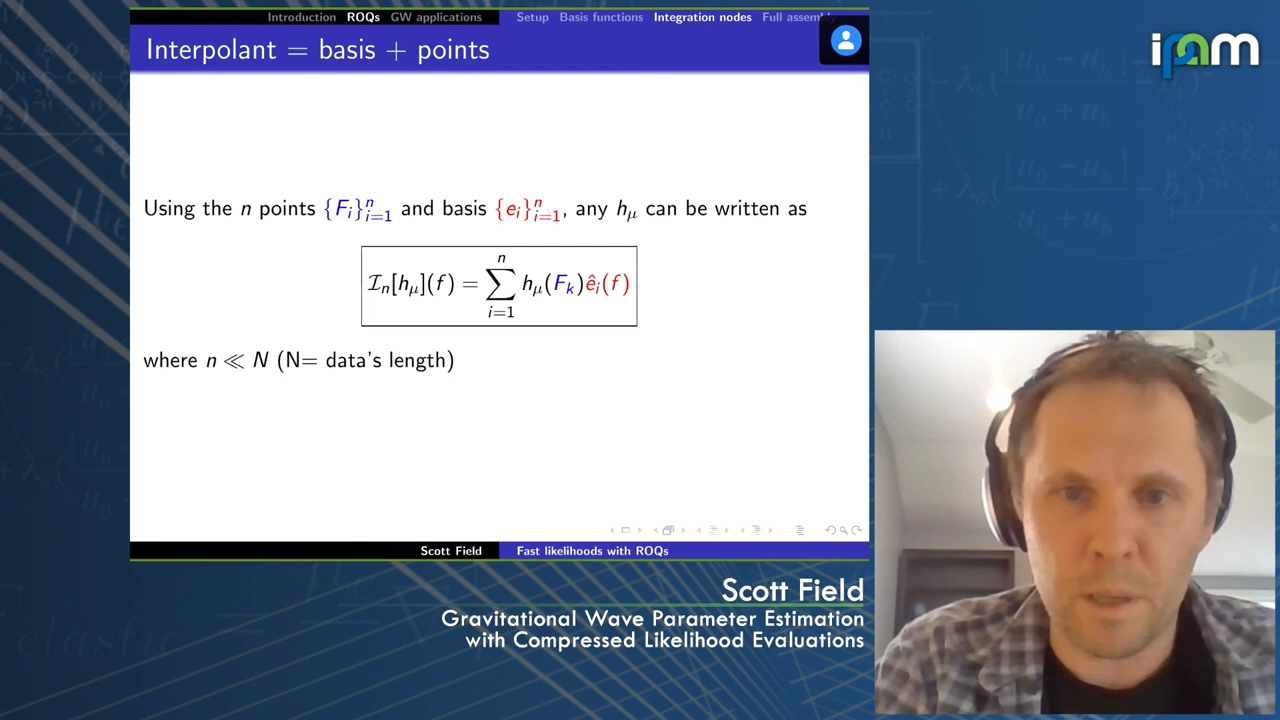 Introduction ROQs GW applications Setup Basis functions Integration nodes Full assembly
Interpolant = basis + points
ipam
Using the n points {F_i}_{i=1}^n and basis {e_i}_{i=1}^n, any h_μ can be written as
I_n[h_μ](f) = ∑_{i=1}^n h_μ(F_k)ê_i(f)
where n ≪ N (N= data's length)
Scott Field Fast likelihoods with ROQs
Scott Field
Gravitational Wave Parameter Estimation
with Compressed Likelihood Evaluations